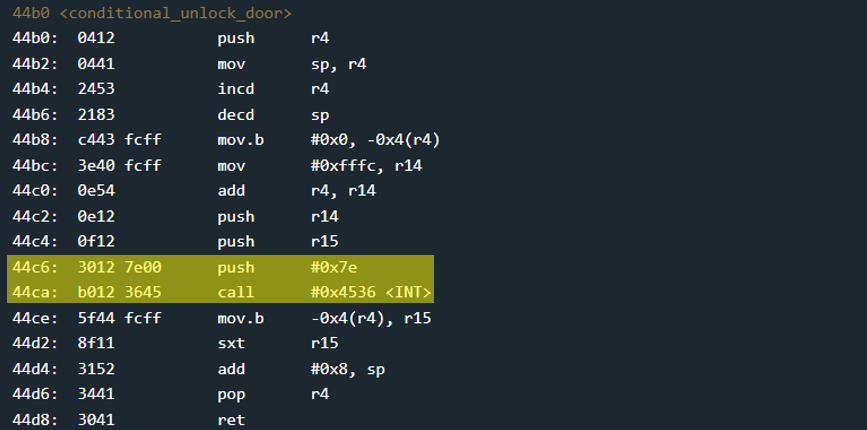 44b0 <conditional_unlock_door>
44b0: 0412 push r4
44b2: 0441 mov sp, r4
44b4: 2453 incd r4
44b6: 2183 decd sp
44b8: c443 fcff mov.b #0x0, -0x4(r4)
44bc: 3e40 fcff mov #0xfffc, r14
44c0: 0e54 add r4, r14
44c2: 0e12 push r14
44c4: 0f12 push r15
44c6: 3012 7e00 push #0x7e
44ca: b012 3645 call #0x4536 <INT>
44ce: 5f44 fcff mov.b -0x4(r4), r15
44d2: 8f11 sxt r15
44d4: 3152 add #0x8, sp
44d6: 3441 pop r4
44d8: 3041 ret